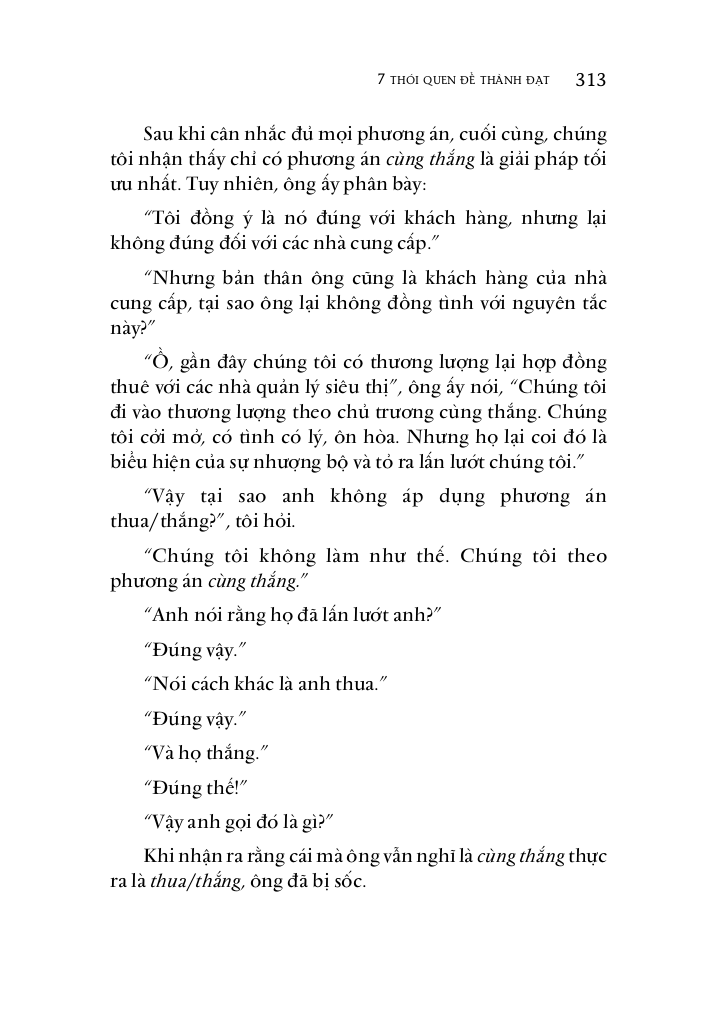 7 THÓI QUEN ĐỂ THÀNH ĐẠT 313
Sau khi cân nhắc đủ mọi phương án, cuối cùng, chúng
tôi nhận thấy chỉ có phương án cùng thắng là giải pháp tối
ưu nhất. Tuy nhiên, ông ấy phân bày:
“Tôi đồng ý là nó đúng với khách hàng, nhưng lại
không đúng đối với các nhà cung cấp.”
“Nhưng bản thân ông cũng là khách hàng của nhà
cung cấp, tại sao ông lại không đồng tình với nguyên tắc
này?”
“Ồ, gần đây chúng tôi có thương lượng lại hợp đồng
thuê với các nhà quản lý siêu thị”, ông ấy nói, “Chúng tôi
đi vào thương lượng theo chủ trương cùng thắng. Chúng
tôi cởi mở, có tình có lý, ôn hòa. Nhưng họ lại coi đó là
biểu hiện của sự nhượng bộ và tỏ ra lấn lướt chúng tôi.”
“Vậy tại sao anh không áp dụng phương án
thua/thắng?”, tôi hỏi.
“Chúng tôi không làm như thế. Chúng tôi theo
phương án cùng thắng.”
“Anh nói rằng họ đã lấn lướt anh?”
“Đúng vậy.”
“Nói cách khác là anh thua.”
“Đúng vậy.”
“Và họ thắng.”
“Đúng thế!”
“Vậy anh gọi đó là gì?”
Khi nhận ra rằng cái mà ông vẫn nghĩ là cùng thắng thực
ra là thua/thắng, ông đã bị sốc.